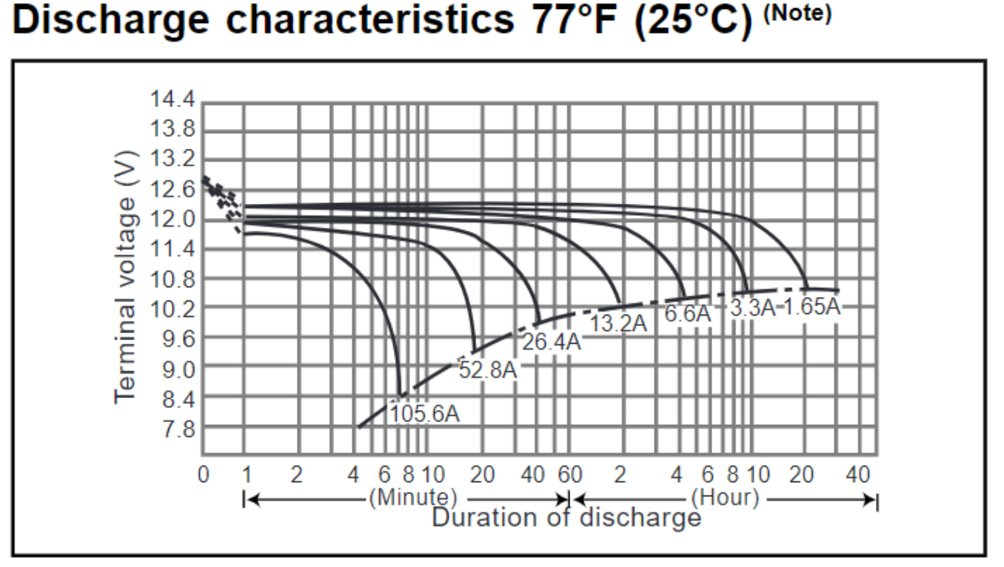 Discharge characteristics 77°F (25°C) (Note)
Terminal voltage (V)
14.4
13.8
13.2
12.6
12.0
11.4
10.8
10.2
9.6
9.0
8.4
7.8
105.6A
52.8A
26.4A
13.2A
6.6A
3.3A
1.65A
0 1 2 4 6 8 10 20 40 60 2 4 6 8 10 20 40
(Minute) (Hour)
Duration of discharge